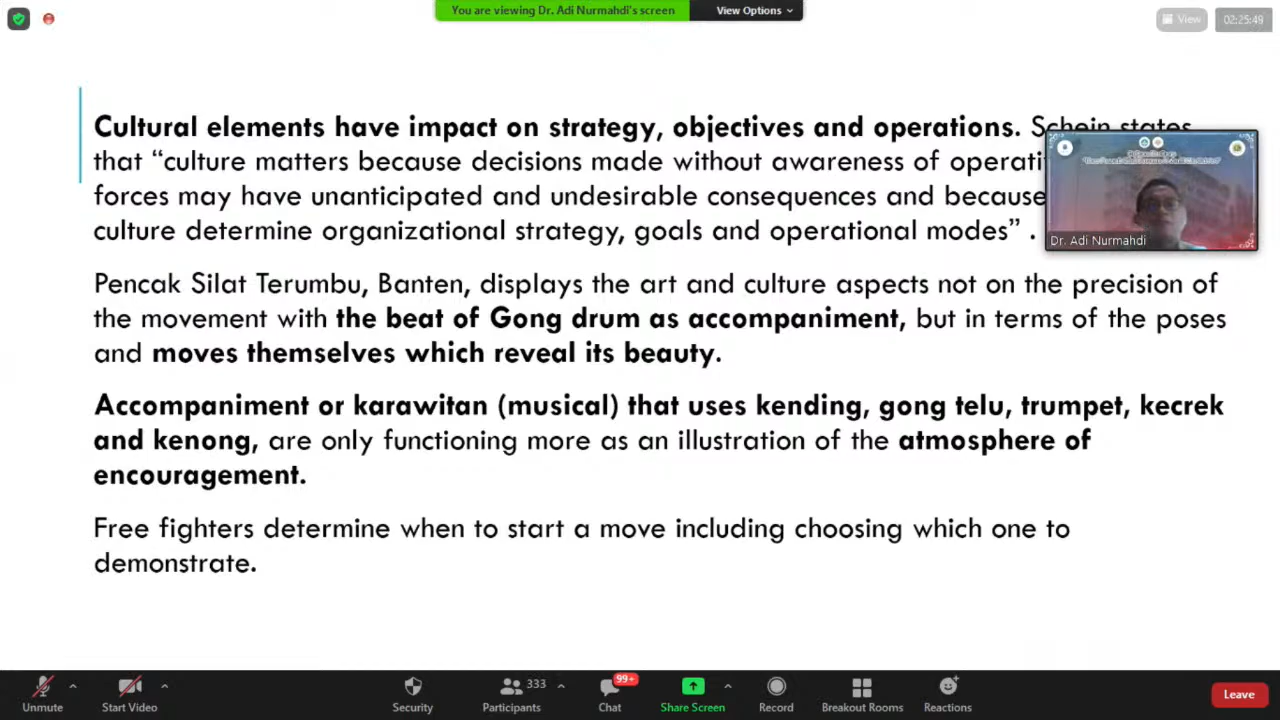 You are viewing Dr. Adi Nurmahdi's screen
View Options
View
02:25:49
Cultural elements have impact on strategy, objectives and operations. Schein states
that “culture matters because decisions made without awareness of
forces may have unanticipated and undesirable consequences and because
culture determine organizational strategy, goals and operational modes” .
Dr. Adi Nurmahdi
Pencak Silat Terumbu, Banten, displays the art and culture aspects not on the precision of
the movement with the beat of Gong drum as accompaniment, but in terms of the poses
and moves themselves which reveal its beauty.
Accompaniment or karawitan (musical) that uses kending, gong telu, trumpet, kecrek
and kenong, are only functioning more as an illustration of the atmosphere of
encouragement.
Free fighters determine when to start a move including choosing which one to
demonstrate.
Unmute
Start Video
Security
333
Participants
99+
Chat
Share Screen
Record
Breakout Rooms
Reactions
Leave